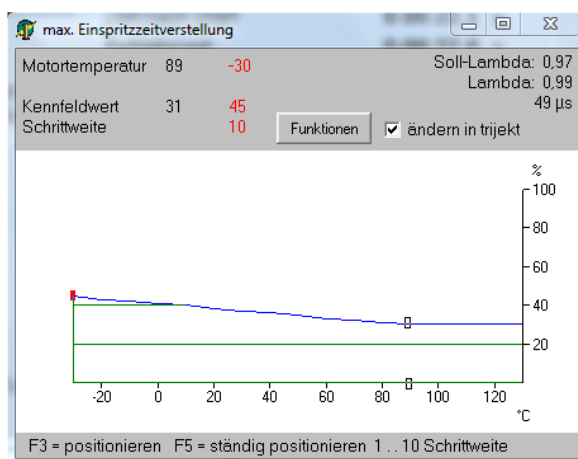 max. Einspritzzeitverstellung
Motortemperatur 89 -30 Soll-Lambda: 0,97
Lambda: 0,99
Kennfeldwert 31 45 49 µs
Schrittweite 10 Funktionen ändern in trijekt
%
100
80
60
40
20
-20 0 20 40 60 80 100 120
°C
F3 = positionieren F5 = ständig positionieren 1 . . 10 Schrittweite